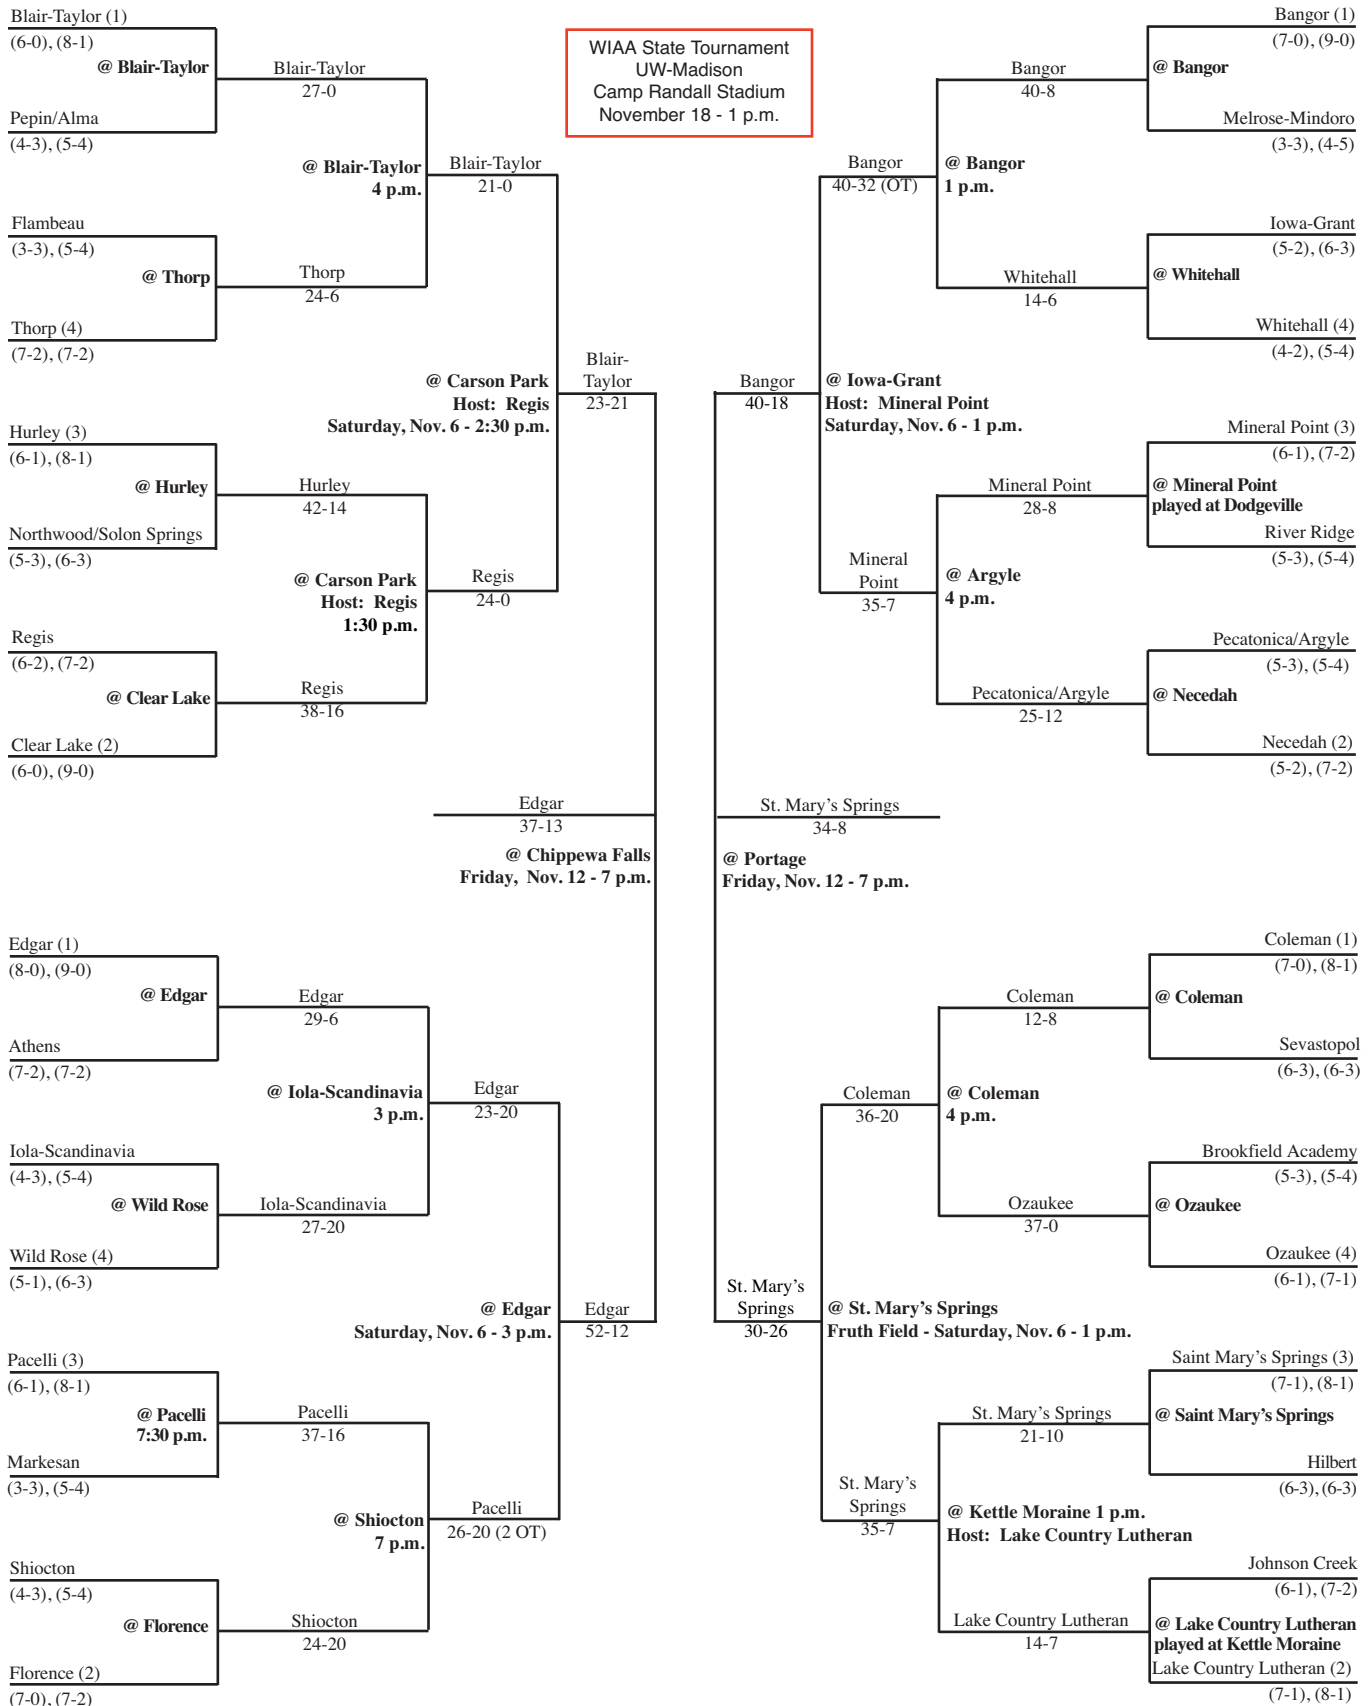 Blair-Taylor (1)
(6-0), (8-1)
@ Blair-Taylor
Pepin/Alma
(4-3), (5-4)
Blair-Taylor
27-0
@ Blair-Taylor
4 p.m.
Flambeau
(3-3), (5-4)
@ Thorp
Thorp (4)
(7-2), (7-2)
Thorp
24-6
Blair-Taylor
21-0
@ Carson Park
Host: Regis
Saturday, Nov. 6 - 2:30 p.m.
Hurley (3)
(6-1), (8-1)
@ Hurley
Northwood/Solon Springs
(5-3), (6-3)
Hurley
42-14
@ Carson Park
Host: Regis
1:30 p.m.
Regis
(6-2), (7-2)
@ Clear Lake
Clear Lake (2)
(6-0), (9-0)
Regis
38-16
Regis
24-0
Blair-
Taylor
23-21
Edgar
37-13
@ Chippewa Falls
Friday, Nov. 12 - 7 p.m.
Edgar (1)
(8-0), (9-0)
@ Edgar
Athens
(7-2), (7-2)
Edgar
29-6
@ Iola-Scandinavia
3 p.m.
Iola-Scandinavia
(4-3), (5-4)
@ Wild Rose
Wild Rose (4)
(5-1), (6-3)
Iola-Scandinavia
27-20
Edgar
23-20
@ Edgar
Saturday, Nov. 6 - 3 p.m.
Edgar
52-12
Pacelli (3)
(6-1), (8-1)
@ Pacelli
7:30 p.m.
Markesan
(3-3), (5-4)
Pacelli
37-16
@ Shiocton
7 p.m.
Pacelli
26-20 (2 OT)
Shiocton
(4-3), (5-4)
@ Florence
Florence (2)
(7-0), (7-2)
Shiocton
24-20
WIAA State Tournament
UW-Madison
Camp Randall Stadium
November 18 - 1 p.m.
Bangor (1)
(7-0), (9-0)
@ Bangor
Melrose-Mindoro
(3-3), (4-5)
Bangor
40-8
@ Bangor
1 p.m.
Iowa-Grant
(5-2), (6-3)
@ Whitehall
Whitehall (4)
(4-2), (5-4)
Whitehall
14-6
Bangor
40-32 (OT)
@ Iowa-Grant
Host: Mineral Point
Saturday, Nov. 6 - 1 p.m.
Bangor
40-18
Mineral Point (3)
(6-1), (7-2)
@ Mineral Point
played at Dodgeville
River Ridge
(5-3), (5-4)
Mineral Point
28-8
@ Argyle
4 p.m.
Mineral
Point
35-7
Pecatonica/Argyle
(5-3), (5-4)
@ Necedah
Necedah (2)
(5-2), (7-2)
Pecatonica/Argyle
25-12
St. Mary's Springs
34-8
@ Portage
Friday, Nov. 12 - 7 p.m.
Coleman (1)
(7-0), (8-1)
@ Coleman
Sevastopol
(6-3), (6-3)
Coleman
12-8
@ Coleman
4 p.m.
Coleman
36-20
Brookfield Academy
(5-3), (5-4)
@ Ozaukee
Ozaukee (4)
(6-1), (7-1)
Ozaukee
37-0
St. Mary's
Springs
30-26
@ St. Mary's Springs
Fruth Field - Saturday, Nov. 6 - 1 p.m.
Saint Mary's Springs (3)
(7-1), (8-1)
@ Saint Mary's Springs
Hilbert
(6-3), (6-3)
St. Mary's Springs
21-10
St. Mary's
Springs
35-7
@ Kettle Moraine 1 p.m.
Host: Lake Country Lutheran
Johnson Creek
(6-1), (7-2)
@ Lake Country Lutheran
played at Kettle Moraine
Lake Country Lutheran (2)
(7-1), (8-1)
Lake Country Lutheran
14-7